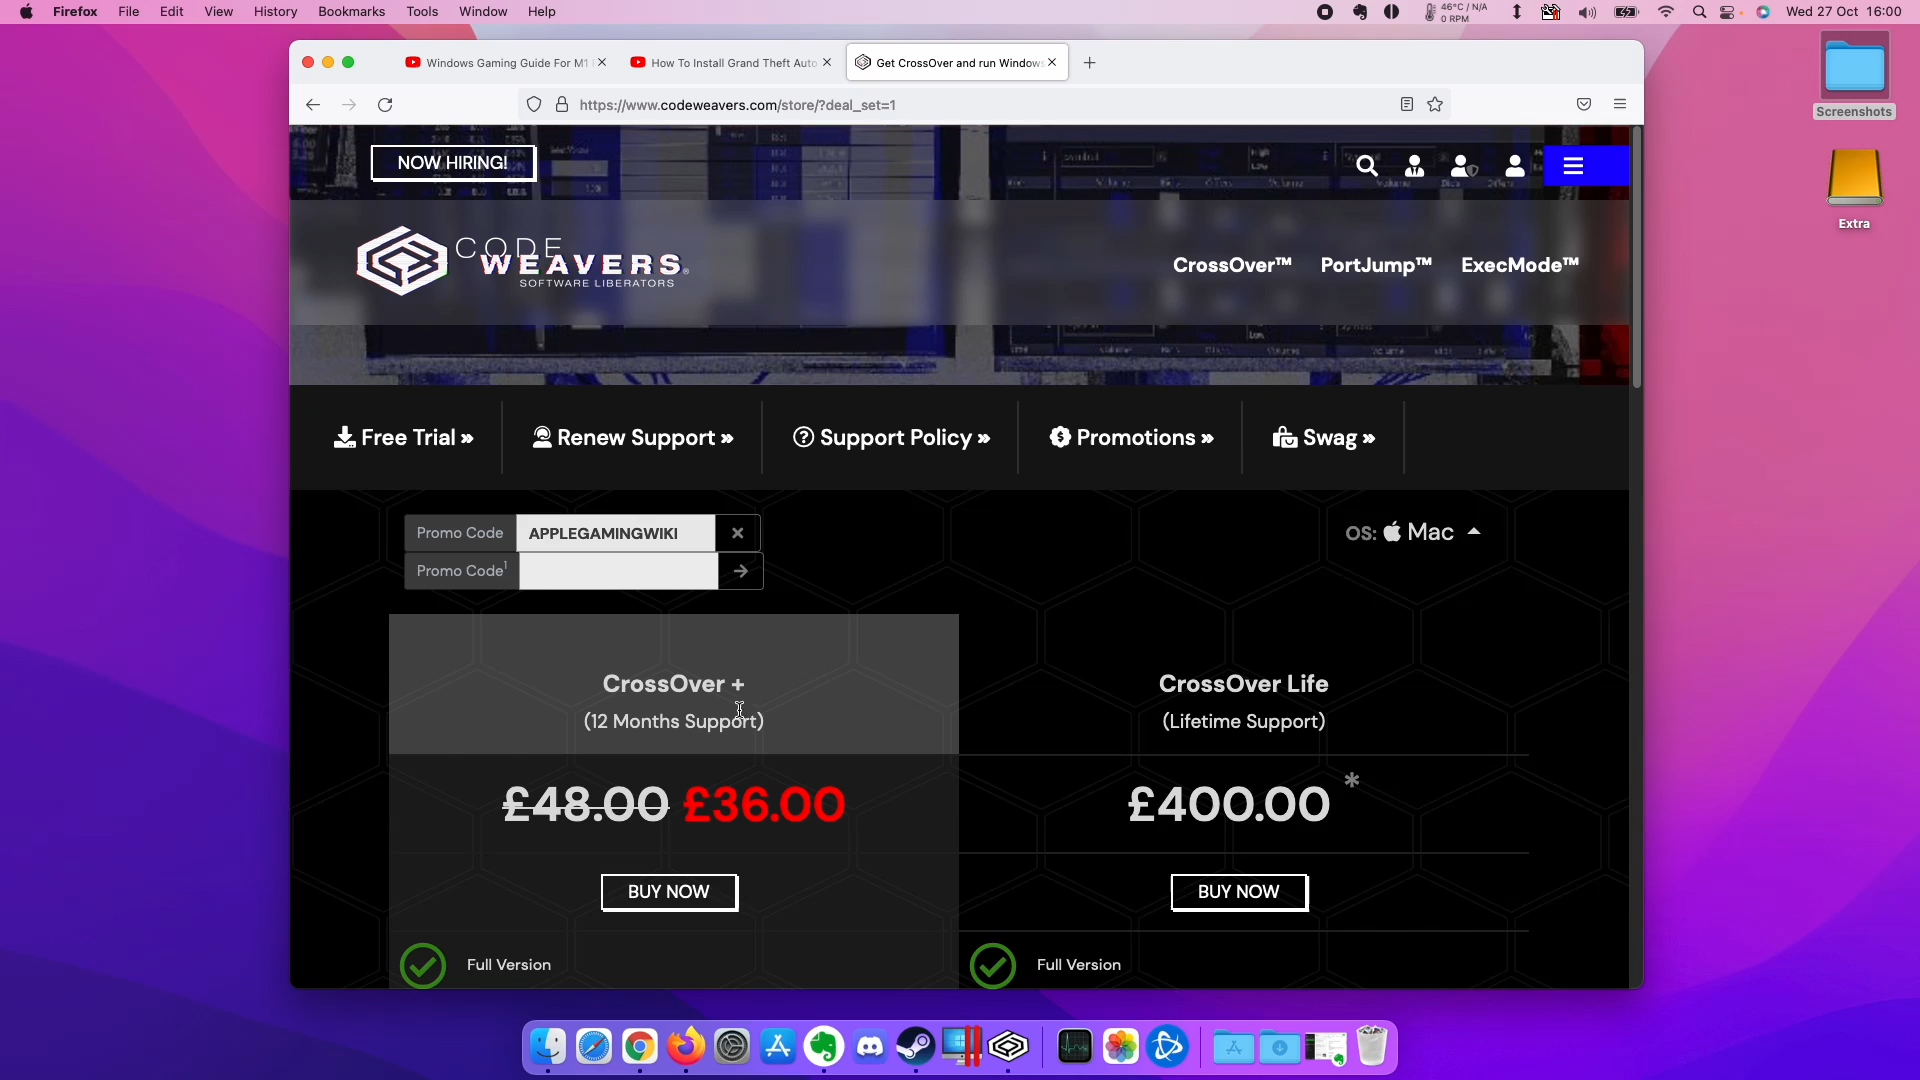 Firefox File Edit View History Bookmarks Tools Window Help
46°C / N/A
0 RPM
Wed 27 Oct 16:00
Windows Gaming Guide For M1
How To Install Grand Theft Auto
Get CrossOver and run Windows
https://www.codeweavers.com/store/?deal_set=1
Screenshots
Extra
NOW HIRING!
CODE
WEAVERS®
SOFTWARE LIBERATORS
CrossOver™ PortJump™ ExecMode™
Free Trial » Renew Support » Support Policy » Promotions » Swag »
Promo Code APPLEGAMINGWIKI
OS: Mac
Promo Code¹
CrossOver +
(12 Months Support)
CrossOver Life
(Lifetime Support)
£48.00 £36.00
£400.00 *
BUY NOW
BUY NOW
Full Version
Full Version